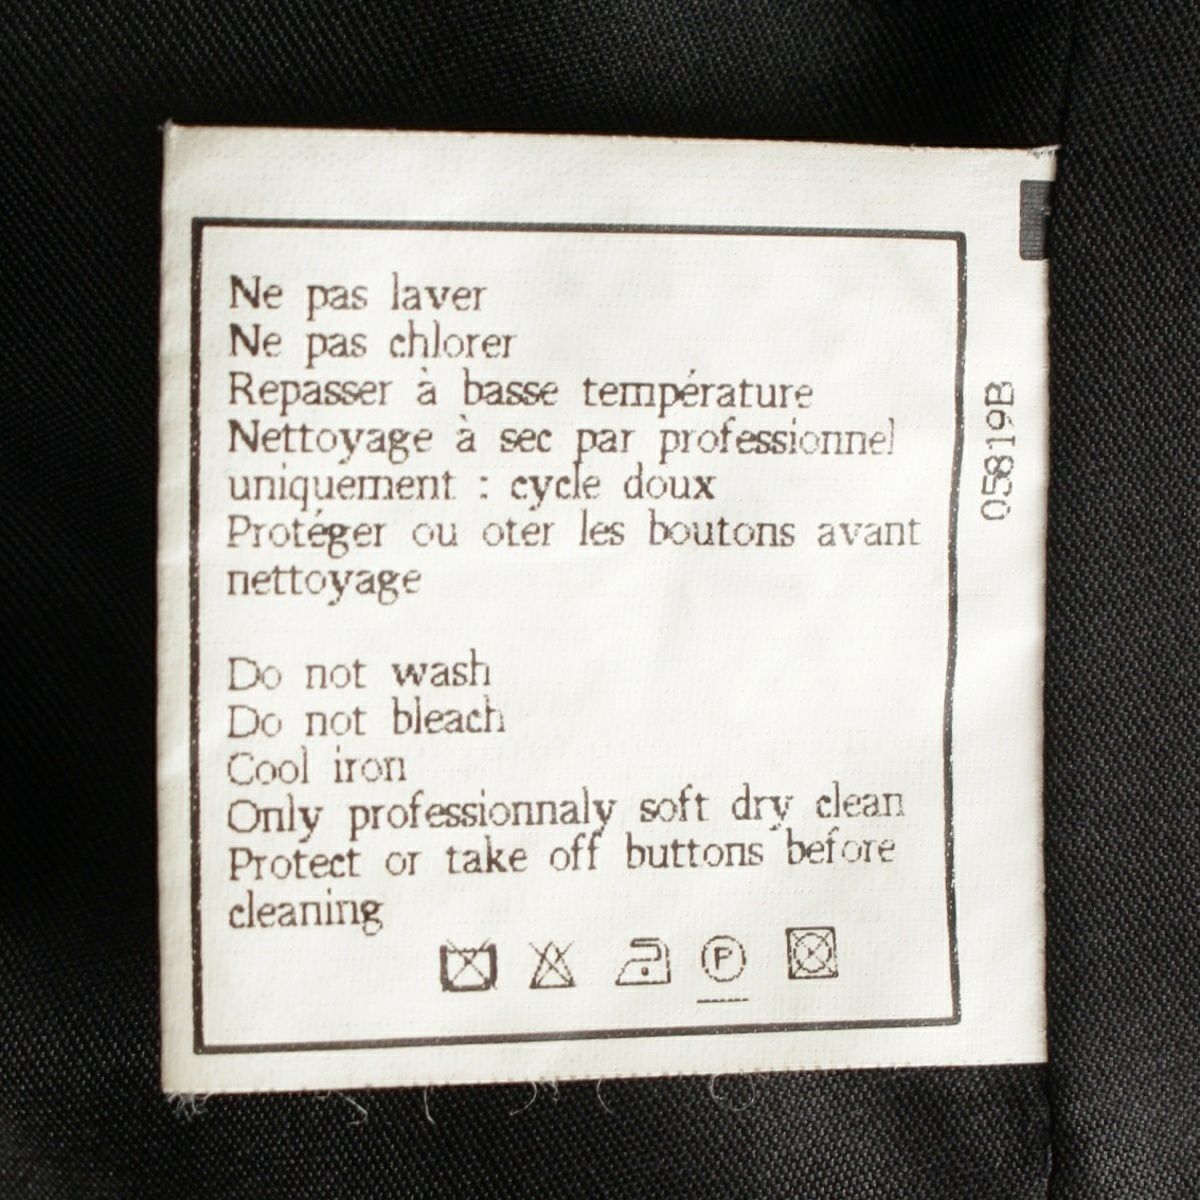 Ne pas laver
Ne pas chlorer
Repasser à basse température
Nettoyage à sec par professionnel
uniquement : cycle doux
Protéger ou oter les boutons avant
nettoyage
Do not wash
Do not bleach
Cool iron
Only professionnaly soft dry clean
Protect or take off buttons before
cleaning
P
05819B